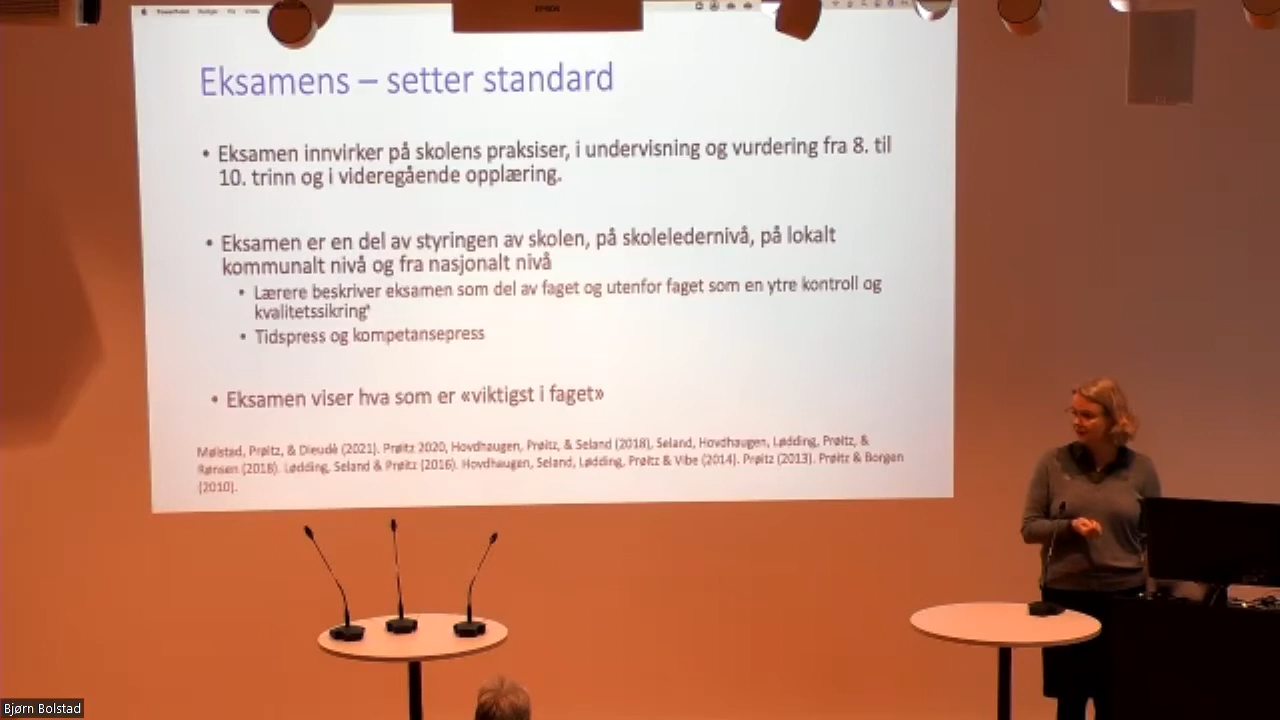 EPSON
PowerPoint
Eksamens – setter standard
• Eksamen innvirker på skolens praksiser, i undervisning og vurdering fra 8. til
10. trinn og i videregående opplæring.
• Eksamen er en del av styringen av skolen, på skoleledernivå, på lokalt
kommunalt nivå og fra nasjonalt nivå
• Lærere beskriver eksamen som del av faget og utenfor faget som en ytre kontroll og
kvalitetssikring"
• Tidspress og kompetansepress
• Eksamen viser hva som er «viktigst i faget»
Mølstad, Prøitz, & Dieudè (2021). Prøitz 2020, Hovdhaugen, Prøitz, & Seland (2018), Seland, Hovdhaugen, Lødding, Prøitz, &
Rønsen (2018). Lødding, Seland & Prøitz (2016). Hovdhaugen, Seland, Lødding, Prøitz & Vibe (2014). Prøitz (2013). Prøitz & Borgen
(2010).
Bjørn Bolstad